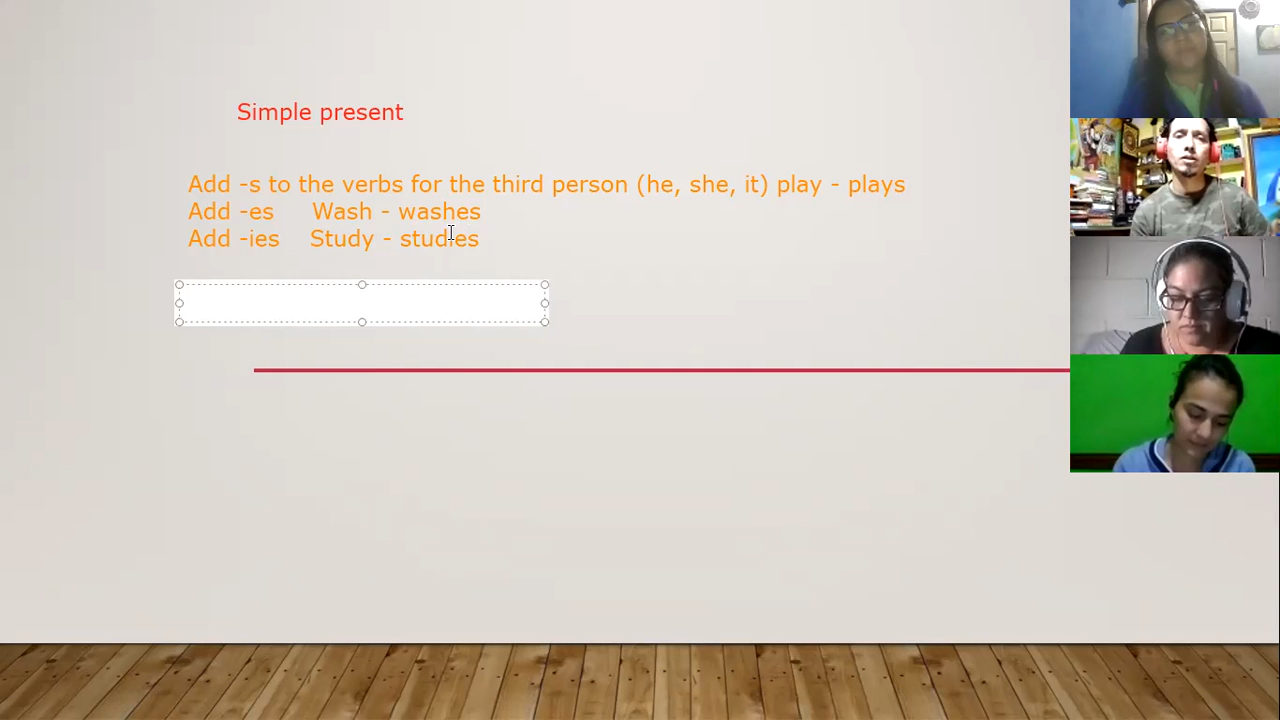 Simple present
Add -s to the verbs for the third person (he, she, it) play - plays
Add -es Wash - washes
Add -ies Study - studies